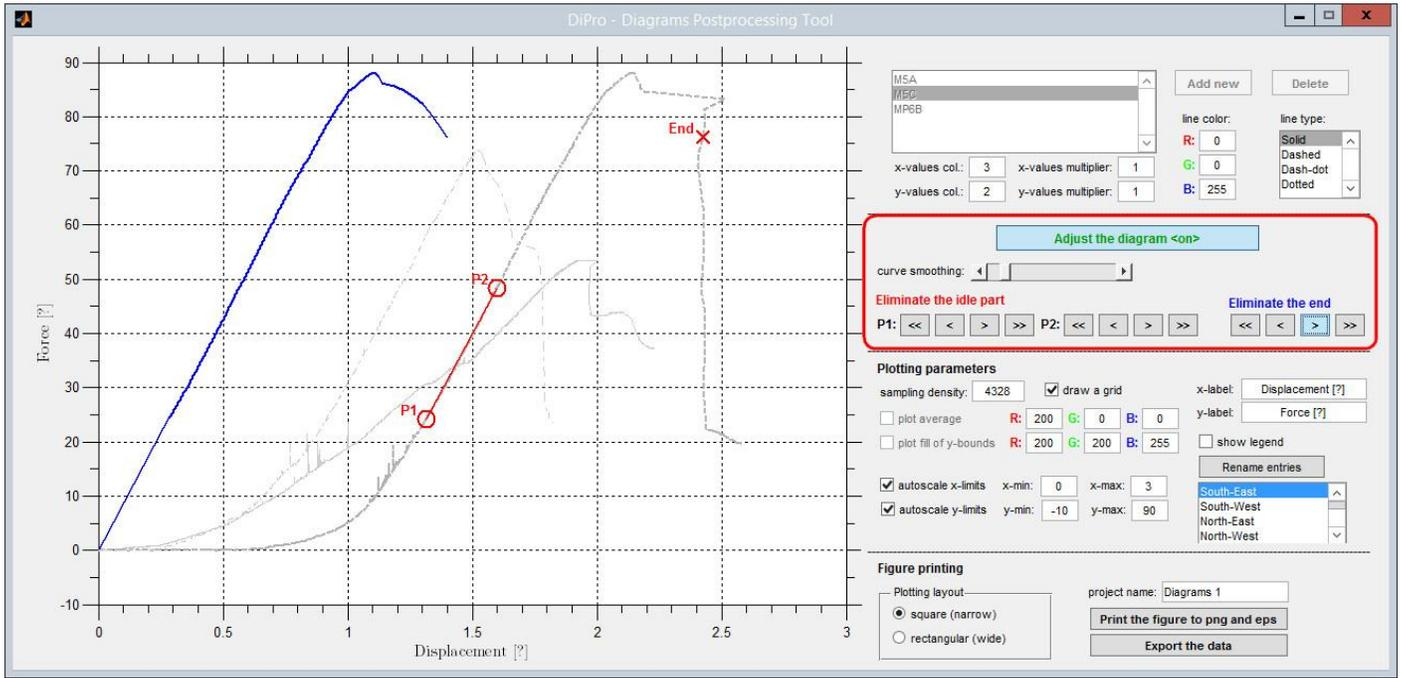 DiPro - Diagrams Postprocessing Tool
90
80
70
60
50
40
30
20
10
0
-10
0 0.5 1 1.5 2 2.5 3
Force [?]
Displacement [?]
End
P2
P1
M5A
M5C
MP6B
Add new Delete
line color: line type:
R: 0
G: 0
B: 255
Solid
Dashed
Dash-dot
Dotted
x-values col.: 3 x-values multiplier: 1
y-values col.: 2 y-values multiplier: 1
Adjust the diagram <on>
curve smoothing:
Eliminate the idle part Eliminate the end
P1: << < > >> P2: << < > >> << < > >>
Plotting parameters
sampling density: 4328 draw a grid x-label: Displacement [?]
plot average R: 200 G: 0 B: 0 y-label: Force [?]
plot fill of y-bounds R: 200 G: 200 B: 255 show legend
Rename entries
autoscale x-limits x-min: 0 x-max: 3
autoscale y-limits y-min: -10 y-max: 90
South-East
South-West
North-East
North-West
Figure printing
Plotting layout project name: Diagrams 1
square (narrow) Print the figure to png and eps
rectangular (wide) Export the data